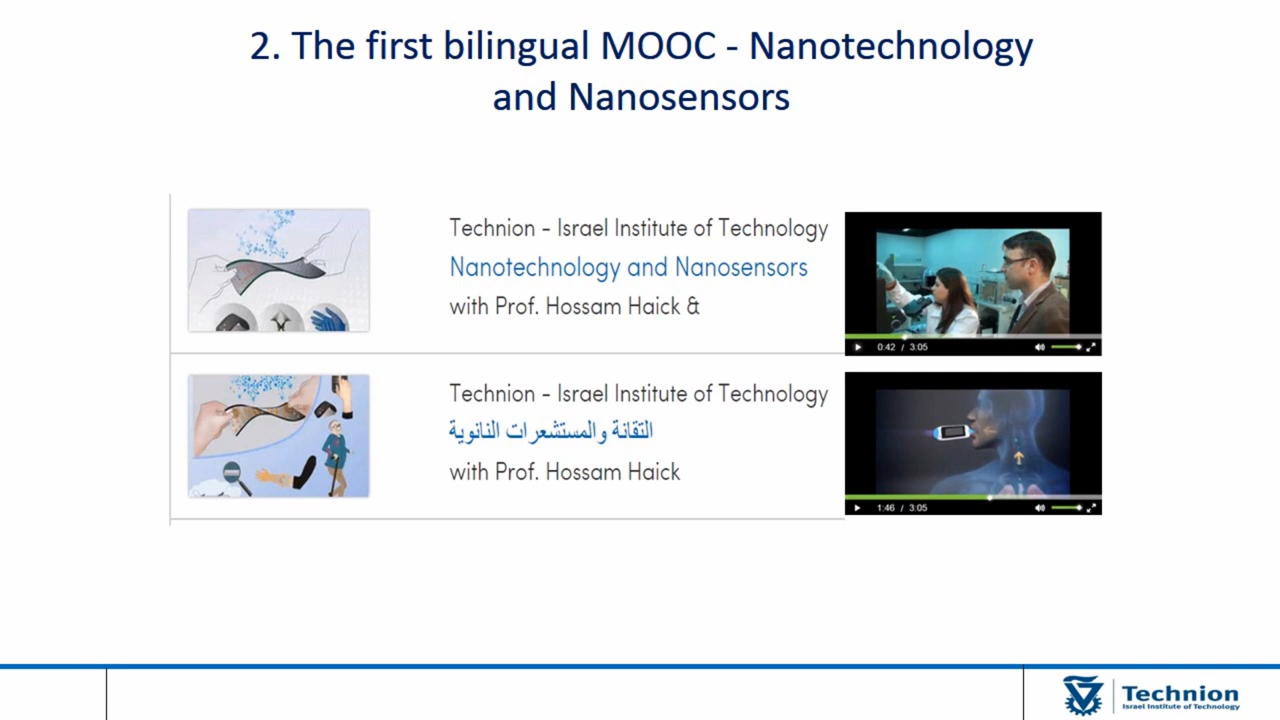 2. The first bilingual MOOC - Nanotechnology
and Nanosensors
Technion - Israel Institute of Technology
Nanotechnology and Nanosensors
with Prof. Hossam Haick &
0:42 / 3:05
Technion - Israel Institute of Technology
التقانة والمستشعرات النانوية
with Prof. Hossam Haick
1:46 / 3:05
Technion
Israel Institute of Technology